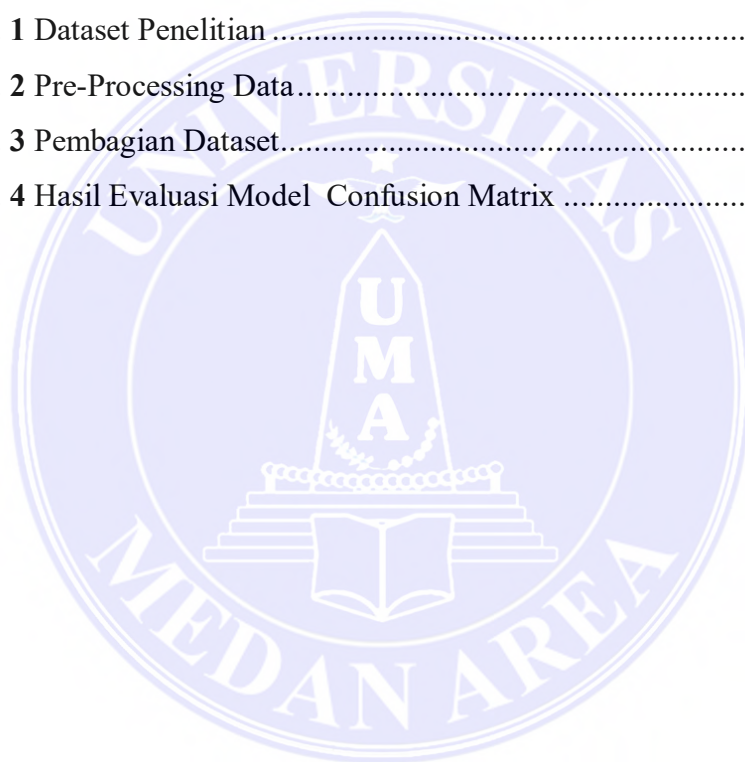 1 Dataset Penelitian ........................................................
2 Pre-Processing Data.....................................................
3 Pembagian Dataset.......................................................
4 Hasil Evaluasi Model  Confusion Matrix ......................
UNIVERSITAS
U
M
A
MEDAN AREA